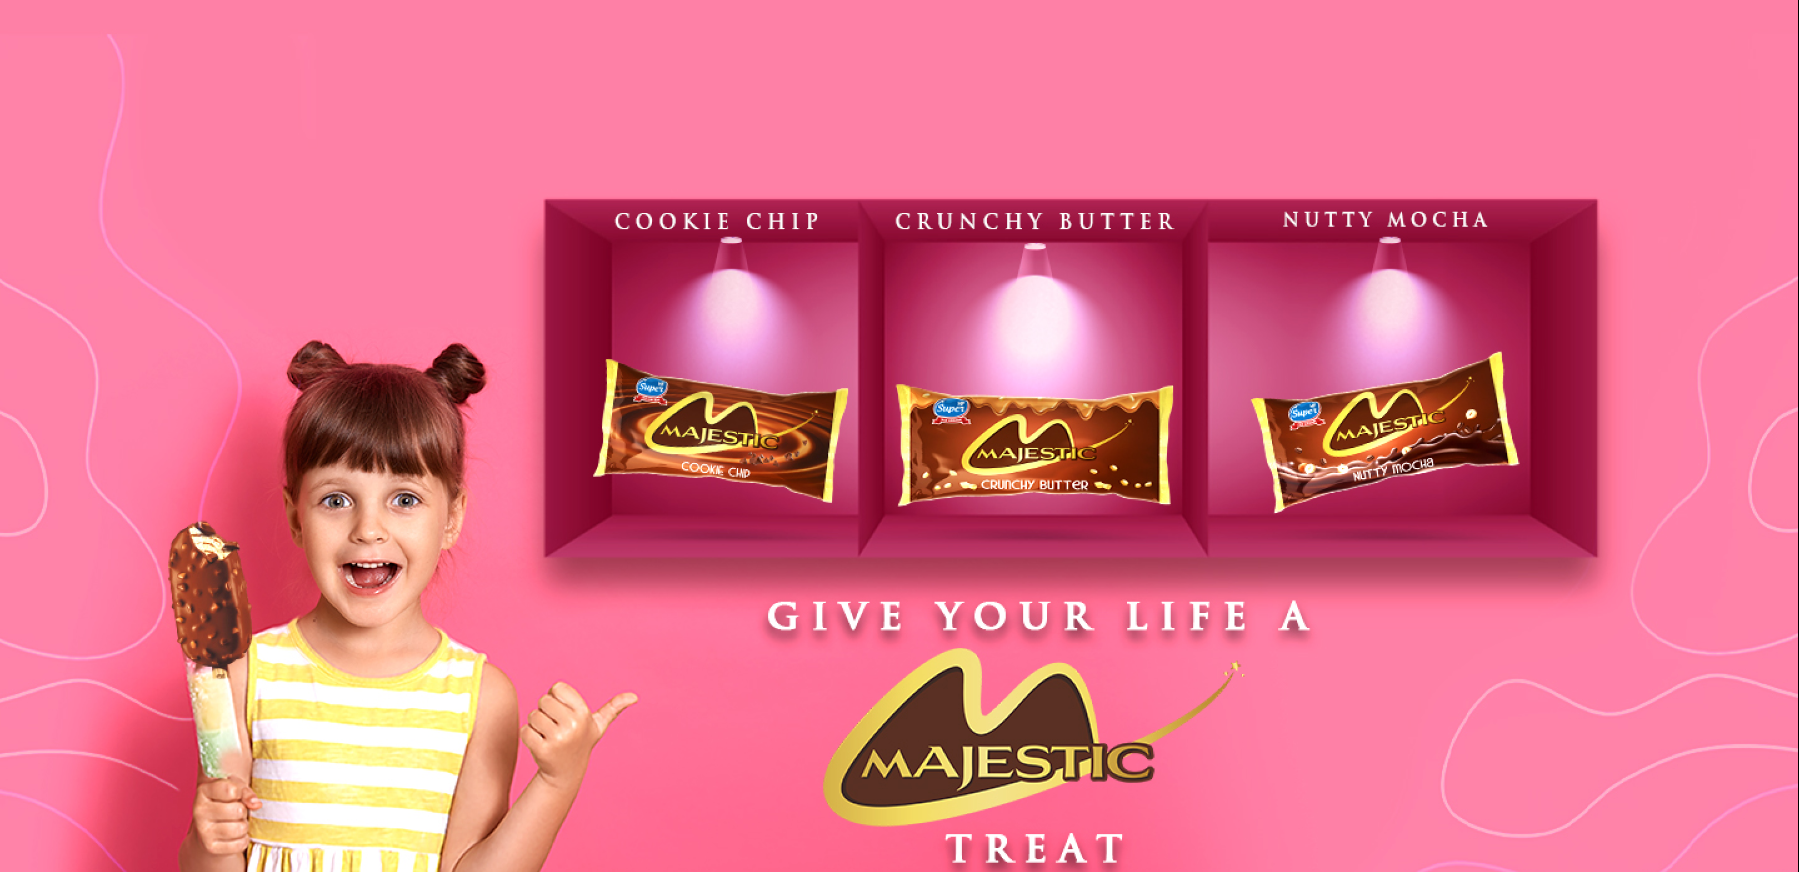 COOKIE CHIP
CRUNCHY BUTTER
NUTTY MOCHA
Super
MAJESTIC
COOKIE CHIP
Super
MAJESTIC
CRUNCHY BUTTER
Super
MAJESTIC
NUTTY MOCHA
GIVE YOUR LIFE A
MAJESTIC
TREAT